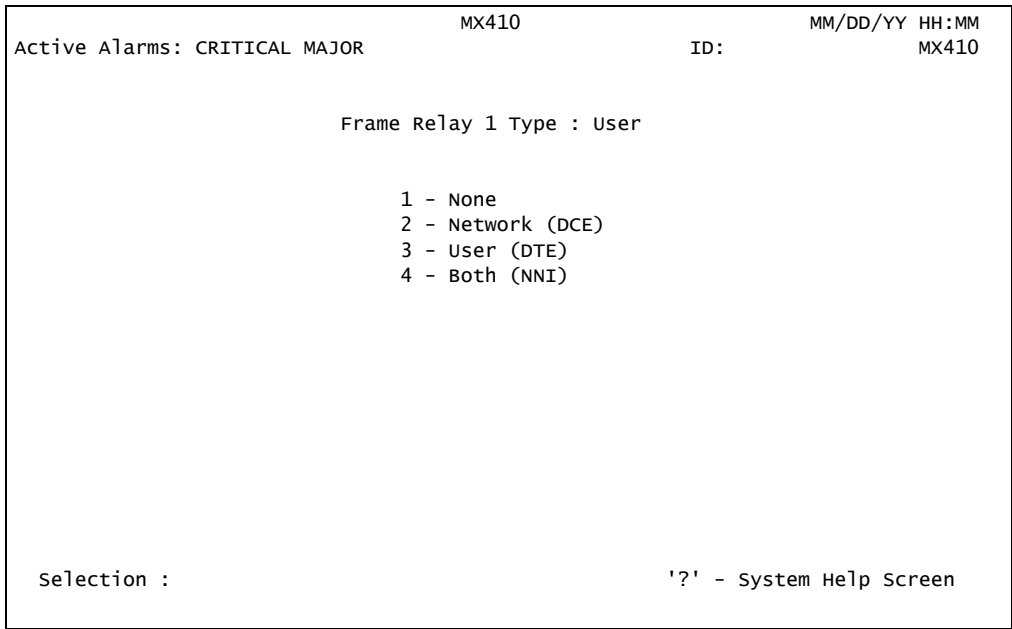 MX410 MM/DD/YY HH:MM
Active Alarms: CRITICAL MAJOR ID: MX410
Frame Relay 1 Type : User
1 – None
2 – Network (DCE)
3 – User (DTE)
4 – Both (NNI)
Selection : '?' – System Help Screen